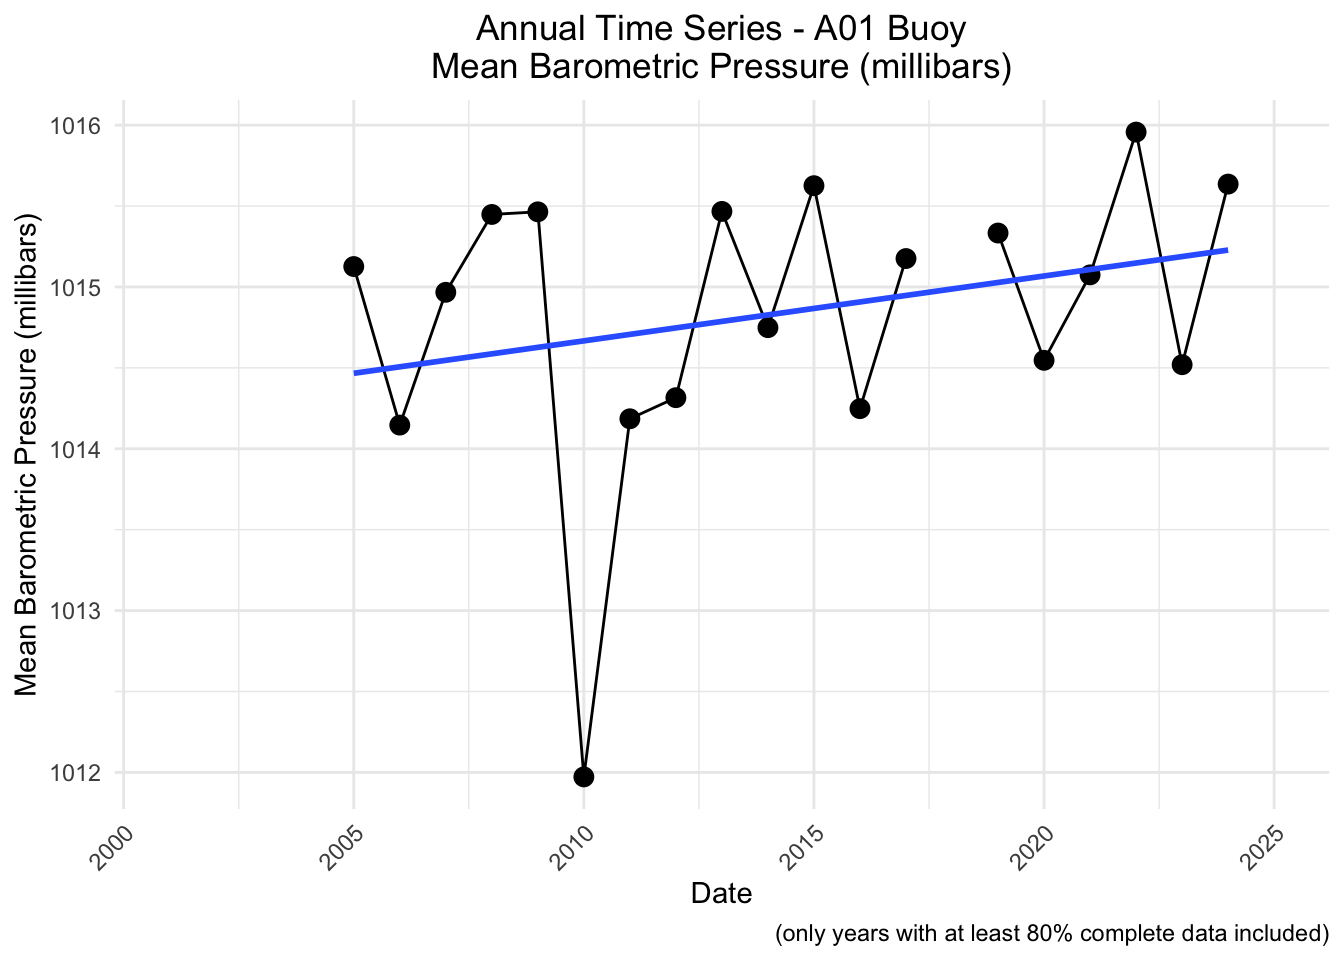 Annual Time Series - A01 Buoy
Mean Barometric Pressure (millibars)
Mean Barometric Pressure (millibars)
1016
1015
1014
1013
1012
2000
2005
2010
2015
2020
2025
Date
(only years with at least 80% complete data included)